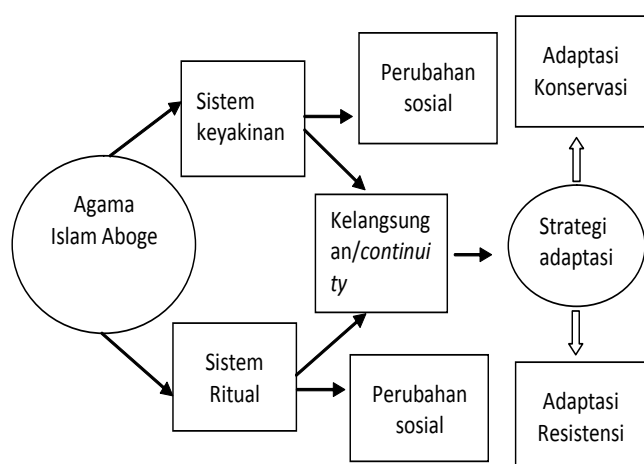 Agama
Islam Aboge
Sistem
keyakinan
Perubahan
sosial
Adaptasi
Konservasi
Kelangsung
an/continui
ty
Strategi
adaptasi
Sistem
Ritual
Perubahan
sosial
Adaptasi
Resistensi